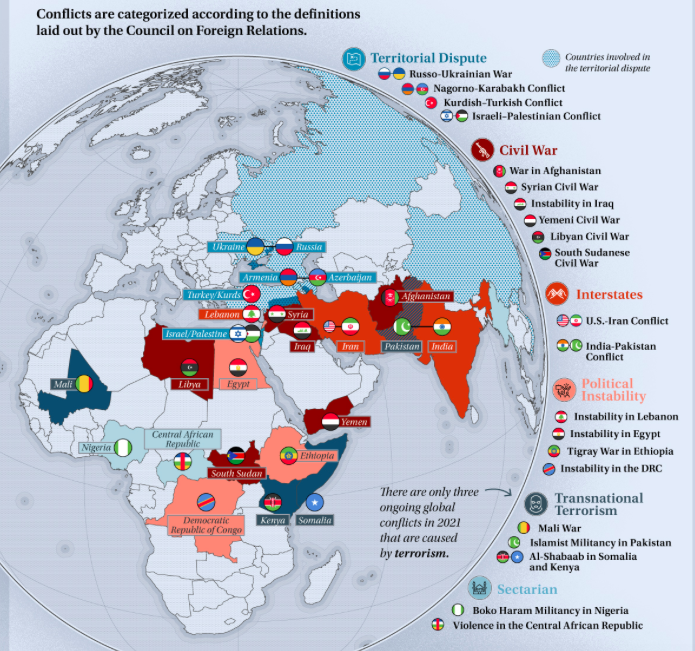 Conflicts are categorized according to the definitions
laid out by the Council on Foreign Relations.
Territorial Dispute
Countries involved in
the territorial dispute
Russo-Ukrainian War
Nagorno-Karabakh Conflict
Kurdish–Turkish Conflict
Israeli–Palestinian Conflict
Civil War
War in Afghanistan
Syrian Civil War
Instability in Iraq
Yemeni Civil War
Libyan Civil War
South Sudanese
Civil War
Interstates
U.S.-Iran Conflict
India-Pakistan
Conflict
Political
Instability
Instability in Lebanon
Instability in Egypt
Tigray War in Ethiopia
Instability in the DRC
Transnational
Terrorism
Mali War
Islamist Militancy in Pakistan
Al-Shabaab in Somalia
and Kenya
Sectarian
Boko Haram Militancy in Nigeria
Violence in the Central African Republic
There are only three
ongoing global
conflicts in 2021
that are caused
by terrorism.
Ukraine
Russia
Armenia
Azerbaijan
Turkey/Kurds
Lebanon
Syria
Afghanistan
Israel/Palestine
Iraq
Iran
Pakistan
India
Mali
Libya
Egypt
Yemen
Nigeria
Central African
Republic
South Sudan
Ethiopia
Democratic
Republic of Congo
Kenya
Somalia